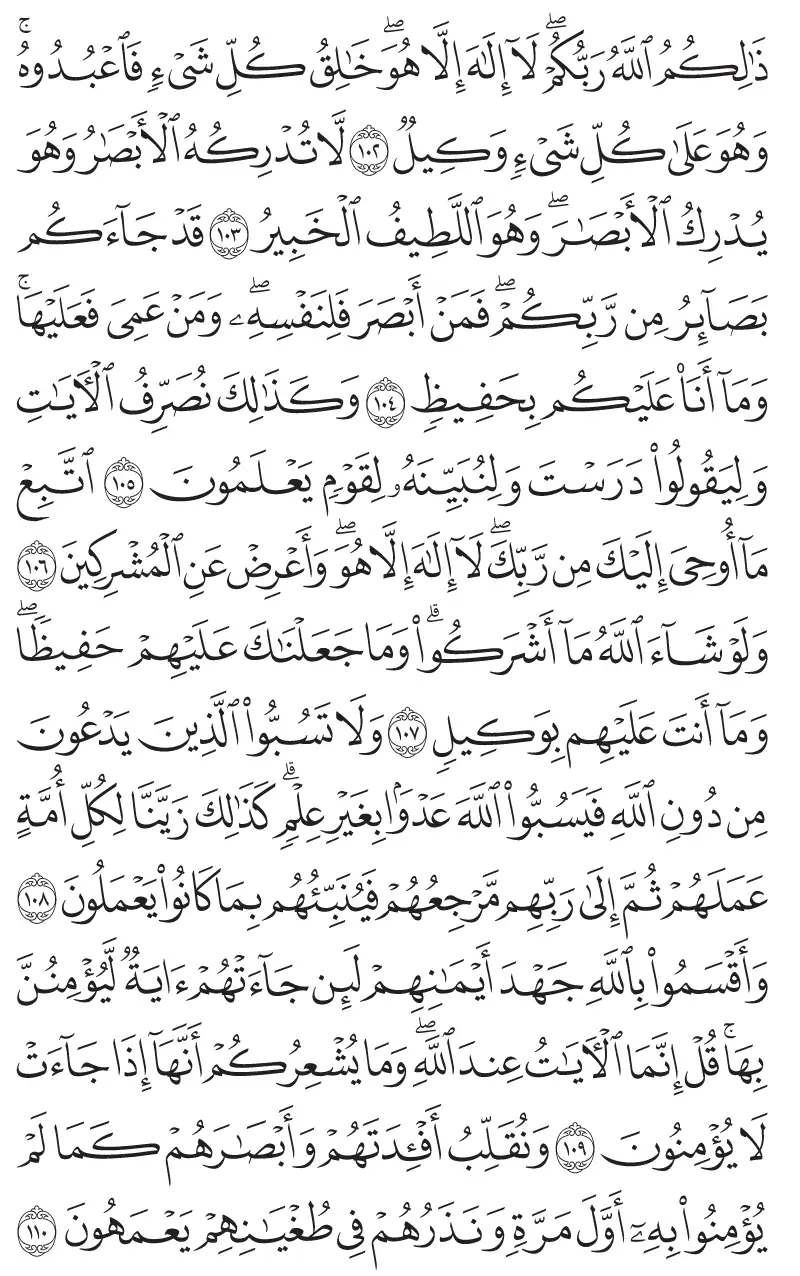 ذَٰلِكُمُ ٱللَّهُ رَبُّكُمۡۖ لَآ إِلَٰهَ إِلَّا هُوَۖ خَٰلِقُ كُلِّ شَيۡءٖ فَٱعۡبُدُوهُۚ
وَهُوَ عَلَىٰ كُلِّ شَيۡءٖ وَكِيلٞ ١٠٢ لَّا تُدۡرِكُهُ ٱلۡأَبۡصَٰرُ وَهُوَ
يُدۡرِكُ ٱلۡأَبۡصَٰرَۖ وَهُوَ ٱللَّطِيفُ ٱلۡخَبِيرُ ١٠٣ قَدۡ جَآءَكُم
بَصَآئِرُ مِن رَّبِّكُمۡۖ فَمَنۡ أَبۡصَرَ فَلِنَفۡسِهِۦۖ وَمَنۡ عَمِيَ فَعَلَيۡهَاۚ
وَمَآ أَنَا۠ عَلَيۡكُم بِحَفِيظٖ ١٠٤ وَكَذَٰلِكَ نُصَرِّفُ ٱلۡأٓيَٰتِ
وَلِيَقُولُواْ دَرَسۡتَ وَلِنُبَيِّنَهُۥ لِقَوۡمٖ يَعۡلَمُونَ ١٠٥ ٱتَّبِعۡ
مَآ أُوحِيَ إِلَيۡكَ مِن رَّبِّكَۖ لَآ إِلَٰهَ إِلَّا هُوَۖ وَأَعۡرِضۡ عَنِ ٱلۡمُشۡرِكِينَ ١٠٦
وَلَوۡ شَآءَ ٱللَّهُ مَآ أَشۡرَكُواْۗ وَمَا جَعَلۡنَٰكَ عَلَيۡهِمۡ حَفِيظٗاۖ
وَمَآ أَنتَ عَلَيۡهِم بِوَكِيلٖ ١٠٧ وَلَا تَسُبُّواْ ٱلَّذِينَ يَدۡعُونَ
مِن دُونِ ٱللَّهِ فَيَسُبُّواْ ٱللَّهَ عَدۡوَۢا بِغَيۡرِ عِلۡمٖۗ كَذَٰلِكَ زَيَّنَّا لِكُلِّ أُمَّةٍ
عَمَلَهُمۡ ثُمَّ إِلَىٰ رَبِّهِم مَّرۡجِعُهُمۡ فَيُنَبِّئُهُم بِمَا كَانُواْ يَعۡمَلُونَ ١٠٨
وَأَقۡسَمُواْ بِٱللَّهِ جَهۡدَ أَيۡمَٰنِهِمۡ لَئِن جَآءَتۡهُمۡ ءَايَةٞ لَّيُؤۡمِنُنَّ
بِهَاۚ قُلۡ إِنَّمَا ٱلۡأٓيَٰتُ عِندَ ٱللَّهِۖ وَمَا يُشۡعِرُكُمۡ أَنَّهَآ إِذَا جَآءَتۡ
لَا يُؤۡمِنُونَ ١٠٩ وَنُقَلِّبُ أَفۡـِٔدَتَهُمۡ وَأَبۡصَٰرَهُمۡ كَمَا لَمۡ
يُؤۡمِنُواْ بِهِۦٓ أَوَّلَ مَرَّةٖ وَنَذَرُهُمۡ فِي طُغۡيَٰنِهِمۡ يَعۡمَهُونَ ١١٠